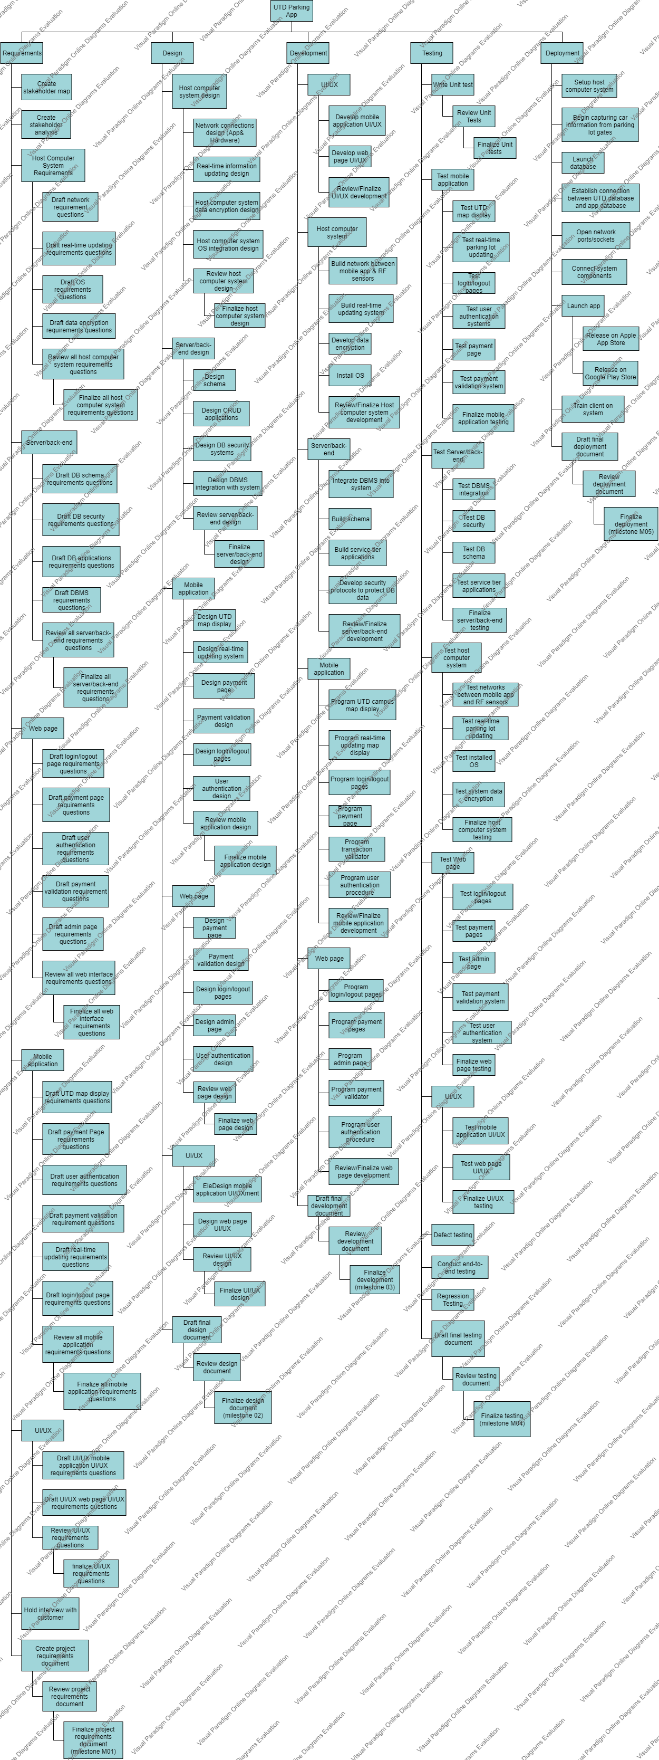 UTD Parking
App
Requirements
Create
stakeholder map
Create
stakeholder
analysis
Host Computer
System
Requirements
Draft network
requirement
questions
Draft real-time updating
requirements questions
Draft OS
requirements
questions
Draft data encryption
requirements questions
Review all host computer
system requirements
questions
Finalize all host
computer system
requirements questions
Server/back-end
Draft DB schema
requirements questions
Draft DB security
requirements questions
Draft DB applications
requirements questions
Draft DBMS
requirements
questions
Review all server/back-
end requirements
questions
Finalize all
server/back-end
requirements
questions
Web page
Draft login/logout
page requirements
questions
Draft payment page
requirements
questions
Draft user
authentication
requirements
questions
Draft payment
validation requirement
questions
Draft admin page
requirements
questions
Review all web interface
requirements questions
Finalize all web
interface
requirements
questions
Mobile
application
Draft UTD map display
requirements questions
Draft payment Page
requirements
questions
Draft user authentication
requirements questions
Draft payment validation
requirement questions
Draft real-time
updating requirements
questions
Draft login/logout page
requirements questions
Review all mobile
application
requirements questions
Finalize all mobile
application requirements
questions
UI/UX
Draft UI/UX mobile
application UI/UX
requirements questions
Draft UI/UX web page UI/UX
requirements questions
Review UI/UX
requirements
questions
finalize UI/UX
requirements
questions
Hold interview with
customer
Create project
requirements
document
Review project
requirements
document
Finalize project
requirements
document
(milestone M01)
Design
Host computer
system design
Network connections
design (App&
Hardware)
Real-time information
updating design
Host computer system
data encryption design
Host computer system
OS integration design
Review host
computer system
design
Finalize host
computer system
design
Server/back-
end design
Design
schema
Design CRUD
applications
Design DB security
systems
Design DBMS
integration with system
Review server/back-
end design
Finalize
server/back-end
design
Mobile
application
Design UTD
map display
Design real-time
updating system
Design payment
page
Payment validation
design
Design login/logout
pages
User
authentication
design
Review mobile
application design
Finalize mobile
application design
Web page
Design
payment
page
Payment
validation design
Design login/logout
pages
Design admin
page
User authentication
design
Review web
page design
Finalize web
page design
UI/UX
EleDesign mobile
application UI/UXment
Design web page
UI/UX
Review UI/UX
design
Finalize UI/UX
design
Draft final
design
document
Review design
document
Finalize design
document
(milestone 02)
Development
UI/UX
Develop mobile
application UI/UX
Develop web
page UI/UX
Review/Finalize
UI/UX development
Host computer
system
Build network between
mobile app & RF
sensors
Build real-time
updating system
Develop data
encryption
Install OS
Review/Finalize Host
computer system
development
Server/back
end
Integrate DBMS into
system
Build schema
Build service tier
applications
Develop security
protocols to protect DB
data
Review/Finalize
server/back-end
development
Mobile
application
Program UTD campus
map display
Program real-time
updating map
display
Program login/logout
pages
Program
payment
page
Program
transaction
validator
Program user
authentication
procedure
Review/Finalize
mobile application
development
Web page
Program
login/logout pages
Program payment
pages
Program
admin page
Program payment
validator
Program user
authentication
procedure
Review/Finalize web
page development
Draft final
development
document
Review
development
document
Finalize
development
(milestone 03)
Testing
Write Unit test
Review Unit
tests
Finalize Unit
tests
Test mobile
application
Test UTD
map display
Test real-time
parking lot
updating
Test
login/logout
pages
Test user
authentication
systems
Test payment
page
Test payment
validation system
Finalize mobile
application testing
Test Server/back-
end
Test DBMS
integration
Test DB
security
Test DB
schema
Test service tier
applications
Finalize
server/back-end
testing
Test host
computer
system
Test networks
between mobile app
and RF sensors
Test real-time
parking lot
updating
Test installed
OS
Test system data
encryption
Finalize host
computer system
testing
Test Web
page
Test login/logout
pages
Test payment
pages
Test admin
page
Test payment
validation system
Test user
authentication
system
Finalize web
page testing
UI/UX
Test mobile
application UI/UX
Test web page
UI/UX
Finalize UI/UX
testing
Defect testing
Conduct end-to-
end testing
Regression
Testing
Draft final testing
document
Review testing
document
Finalize testing
(milestone M04)
Deployment
Setup host
computer system
Begin capturing car
information from parking
lot gates
Launch
database
Establish connection
between UTD database
and app database
Open network
ports/sockets
Connect system
components
Launch app
Release on Apple
App Store
Release on
Google Play Store
Train client on
system
Draft final
deployment
document
Review
deployment
document
Finalize
deployment
(milestone M05)
Visual Paradigm Online Diagrams Evaluation